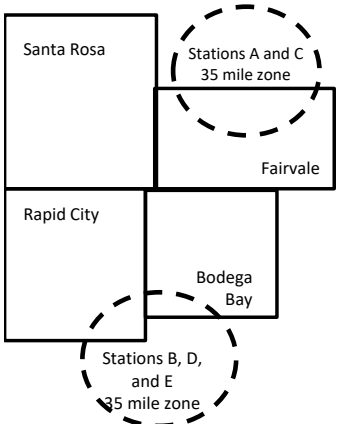 Santa Rosa
Stations A and C
35 mile zone
Fairvale
Rapid City
Bodega
Bay
Stations B, D,
and E
35 mile zone